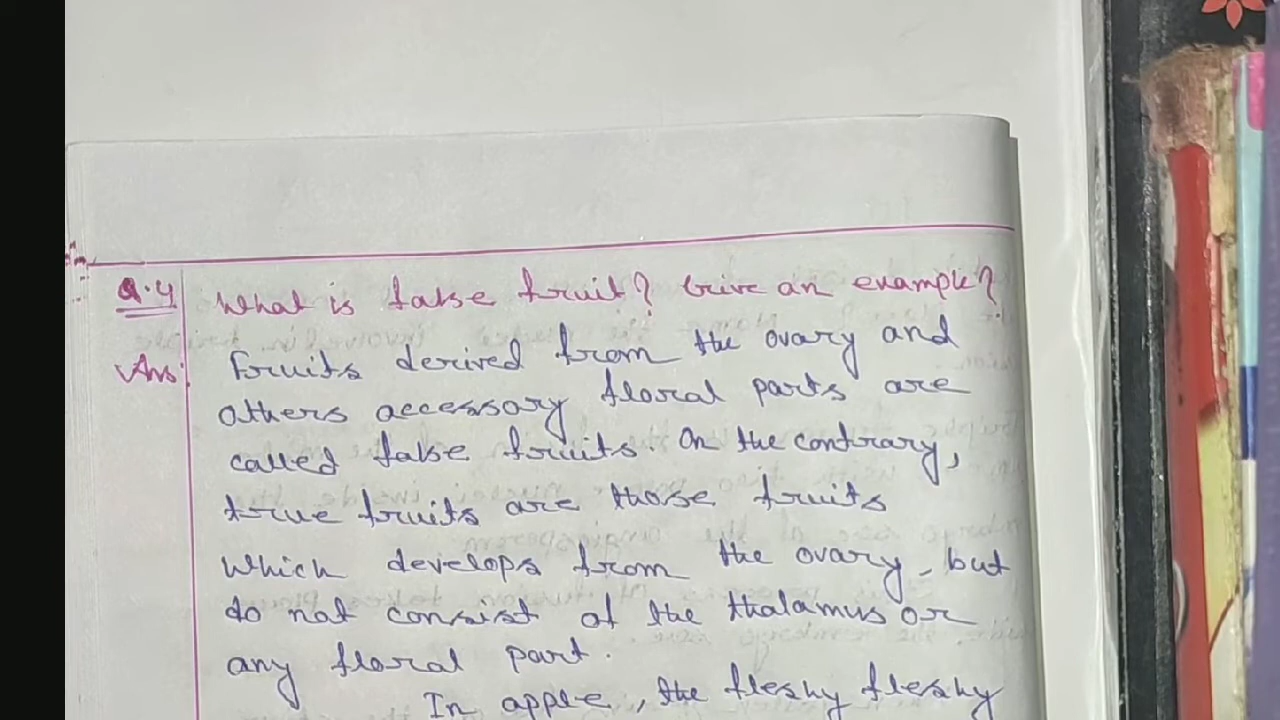 Q.4 What is false fruit? Give an example?
Ans: Fruits derived from the ovary and
others accessory floral parts are
called false fruits. On the contrary,
true fruits are those fruits
which develops from the ovary, but
do not consist of the thalamus or
any floral part.
In apple, the fleshy fleshy